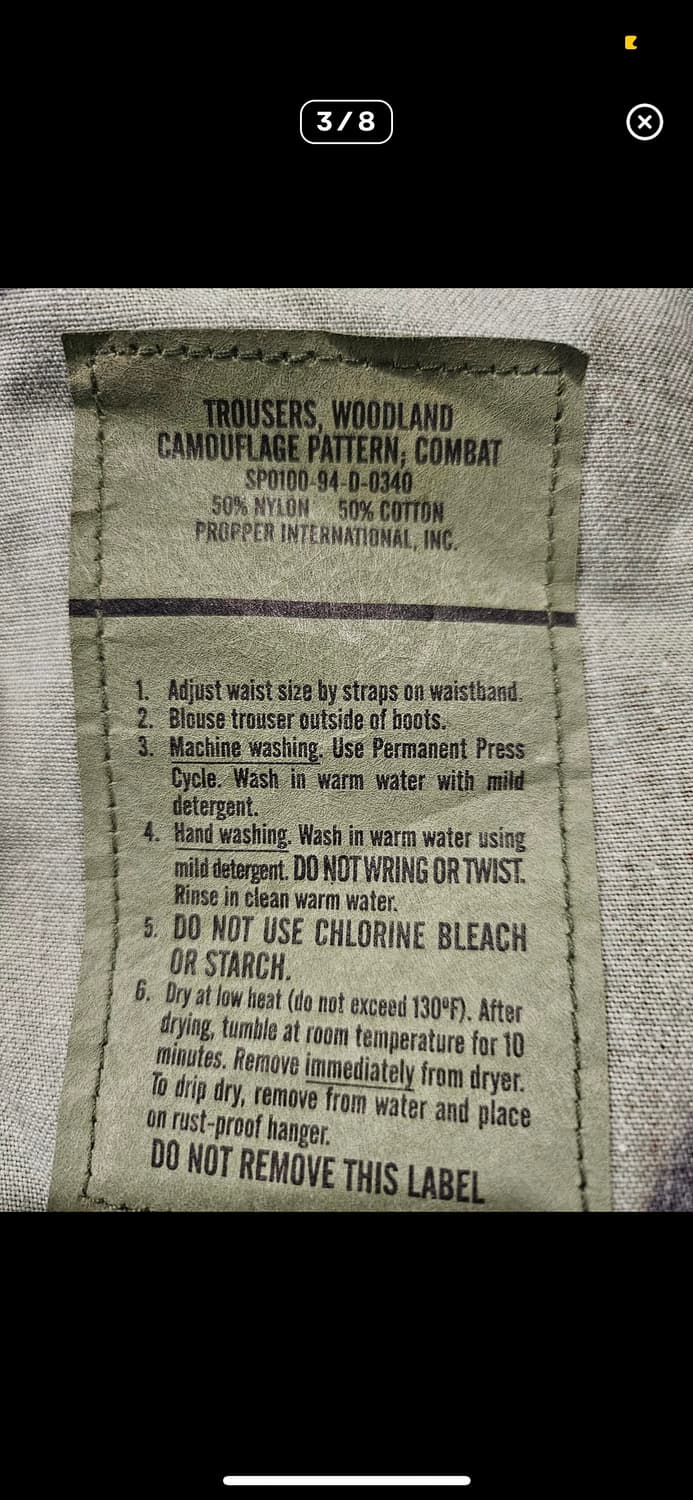 3/8
TROUSERS, WOODLAND
CAMOUFLAGE PATTERN; COMBAT
SP0100-94-D-0340
50% NYLON 50% COTTON
PROPPER INTERNATIONAL, INC.
1. Adjust waist size by straps on waistband.
2. Blouse trouser outside of boots.
3. Machine washing. Use Permanent Press
Cycle. Wash in warm water with mild
detergent.
4. Hand washing. Wash in warm water using
mild detergent. DO NOT WRING OR TWIST.
Rinse in clean warm water.
5. DO NOT USE CHLORINE BLEACH
OR STARCH.
6. Dry at low heat (do not exceed 130ºF). After
drying, tumble at room temperature for 10
minutes. Remove immediately from dryer.
To drip dry, remove from water and place
on rust-proof hanger.
DO NOT REMOVE THIS LABEL